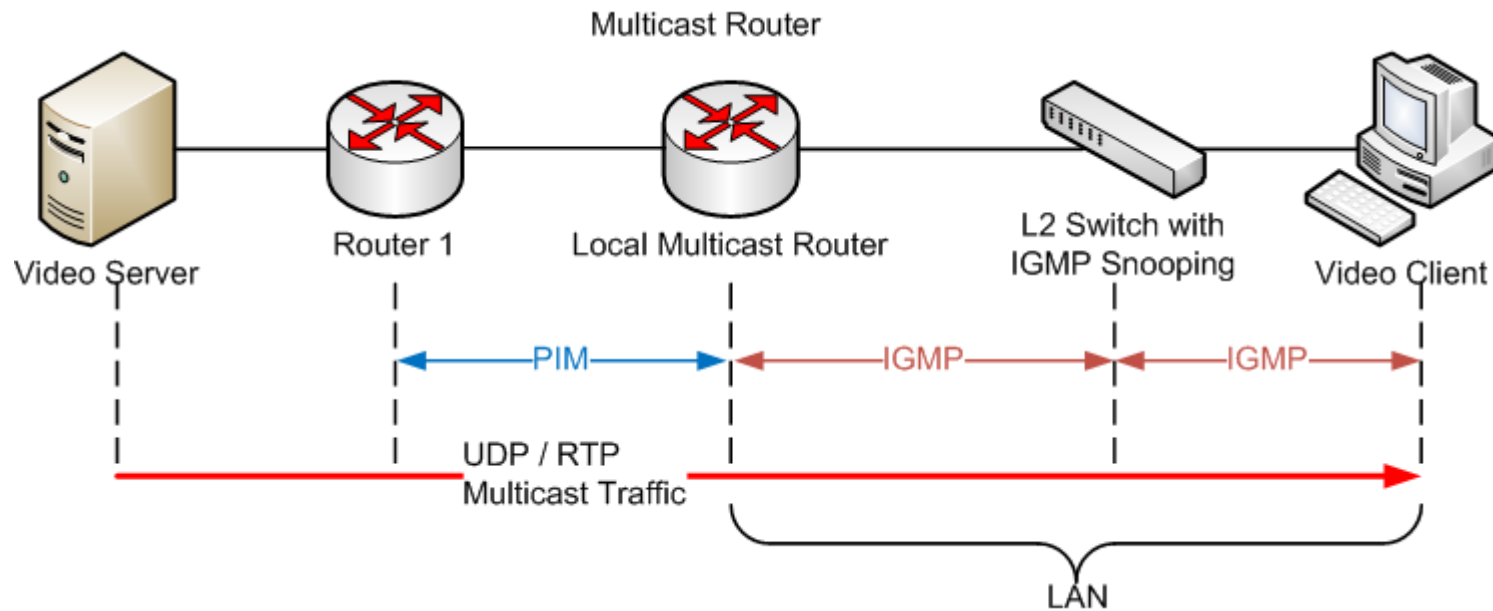 Multicast Router
Video Server
Router 1
Local Multicast Router
L2 Switch with
IGMP Snooping
Video Client
PIM
IGMP
IGMP
UDP / RTP
Multicast Traffic
LAN